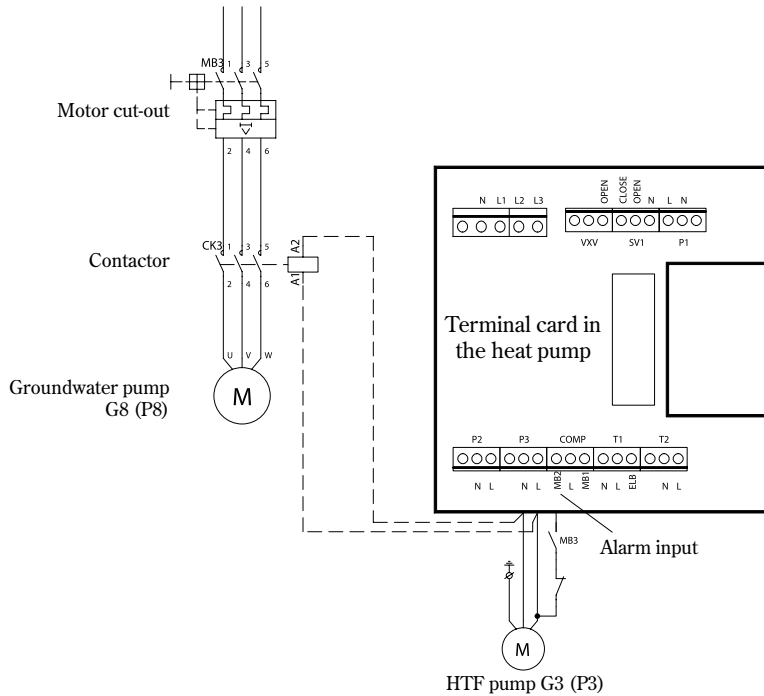 MB3 1 3 5
Motor cut-out
2 4 6
CK3 1 3 5
A2
Contactor
A1
2 4 6
U V W
Groundwater pump
G8 (P8)
M
N L1 L2 L3
OPEN CLOSE OPEN N L N
VXV SV1 P1
Terminal card in
the heat pump
P2 P3 COMP T1 T2
N L N L MB2 L MB1 N L ELB N L
MB3
Alarm input
M
HTF pump G3 (P3)